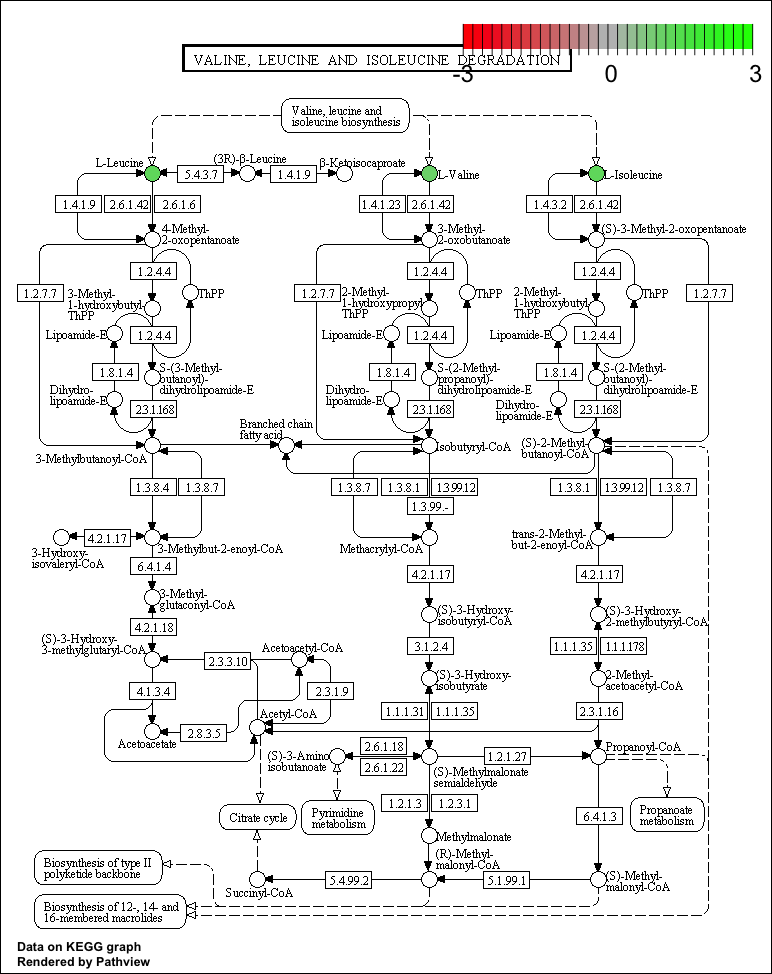 VALINE, LEUCINE AND ISOLEUCINE DEGRADATION
-3
0
3
Valine, leucine and
isoleucine biosynthesis
L-Leucine
5.4.3.7
(3R)-β-Leucine
1.4.1.9
β-Ketoisocaproate
L-Valine
L-Isoleucine
1.4.1.9
2.6.1.42
2.6.1.6
1.4.1.23
2.6.1.42
1.4.3.2
2.6.1.42
4-Methyl-
2-oxopentanoate
3-Methyl-
2-oxobutanoate
(S)-3-Methyl-2-oxopentanoate
1.2.4.4
1.2.4.4
1.2.4.4
1.2.7.7
1.2.7.7
1.2.7.7
3-Methyl-
1-hydroxybutyl-
ThPP
ThPP
2-Methyl-
1-hydroxypropyl-
ThPP
ThPP
2-Methyl-
1-hydroxybutyl-
ThPP
ThPP
Lipoamide-E
1.2.4.4
Lipoamide-E
1.2.4.4
Lipoamide-E
1.2.4.4
1.8.1.4
S-(3-Methyl-
butanoyl)-
dihydrolipoamide-E
1.8.1.4
S-(2-Methyl-
propanoyl)-
dihydrolipoamide-E
1.8.1.4
S-(2-Methyl-
butanoyl)-
dihydrolipoamide-E
Dihydro-
lipoamide-E
2.3.1.168
Dihydro-
lipoamide-E
2.3.1.168
Dihydro-
lipoamide-E
2.3.1.168
Branched chain
fatty acid
3-Methylbutanoyl-CoA
Isobutyryl-CoA
(S)-2-Methyl-
butanoyl-CoA
1.3.8.4
1.3.8.7
1.3.8.7
1.3.8.1
1.3.99.12
1.3.99.-
1.3.8.1
1.3.99.12
1.3.8.7
4.2.1.17
3-Hydroxy-
isovaleryl-CoA
3-Methylbut-2-enoyl-CoA
Methacrylyl-CoA
trans-2-Methyl-
but-2-enoyl-CoA
6.4.1.4
4.2.1.17
4.2.1.17
3-Methyl-
glutaconyl-CoA
(S)-3-Hydroxy-
isobutyryl-CoA
(S)-3-Hydroxy-
2-methylbutyryl-CoA
4.2.1.18
(S)-3-Hydroxy-
3-methylglutaryl-CoA
Acetoacetyl-CoA
3.1.2.4
1.1.1.35
1.1.1.178
2.3.3.10
(S)-3-Hydroxy-
isobutyrate
2-Methyl-
acetoacetyl-CoA
4.1.3.4
2.3.1.9
1.1.1.31
1.1.1.35
2.3.1.16
Acetyl-CoA
2.8.3.5
Acetoacetate
(S)-3-Amino-
isobutanoate
2.6.1.18
2.6.1.22
1.2.1.27
Propanoyl-CoA
(S)-Methylmalonate
semialdehyde
Citrate cycle
Pyrimidine
metabolism
1.2.1.3
1.2.3.1
6.4.1.3
Propanoate
metabolism
Methylmalonate
(R)-Methyl-
malonyl-CoA
Biosynthesis of type II
polyketide backbone
Succinyl-CoA
5.4.99.2
5.1.99.1
(S)-Methyl-
malonyl-CoA
Biosynthesis of 12-, 14- and
16-membered macrolides
Data on KEGG graph
Rendered by Pathview